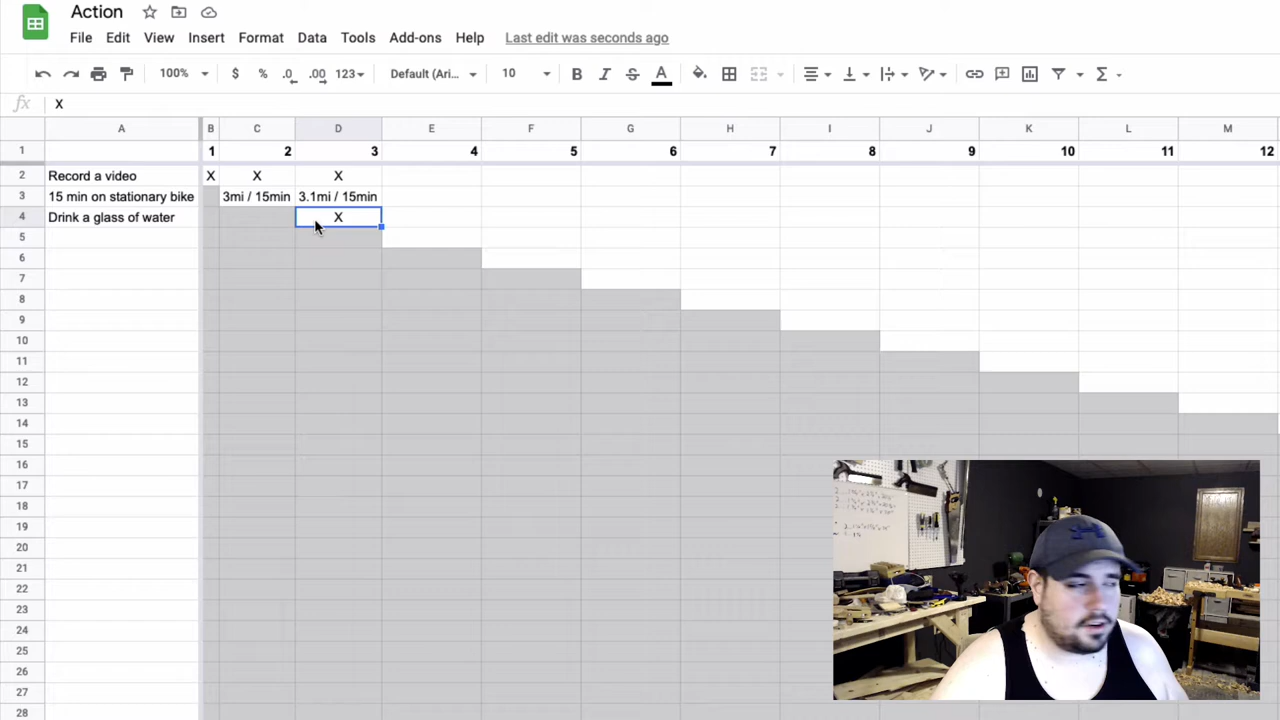 Action
File Edit View Insert Format Data Tools Add-ons Help Last edit was seconds ago
100% $ % .0 .00 123 Default (Ari... 10 B I S A Σ
fx X
A B C D E F G H I J K L M
1 1 2 3 4 5 6 7 8 9 10 11 12
2 Record a video X X X
3 15 min on stationary bike 3mi / 15min 3.1mi / 15min
4 Drink a glass of water X
5
6
7
8
9
10
11
12
13
14
15
16
17
18
19
20
21
22
23
24
25
26
27
28